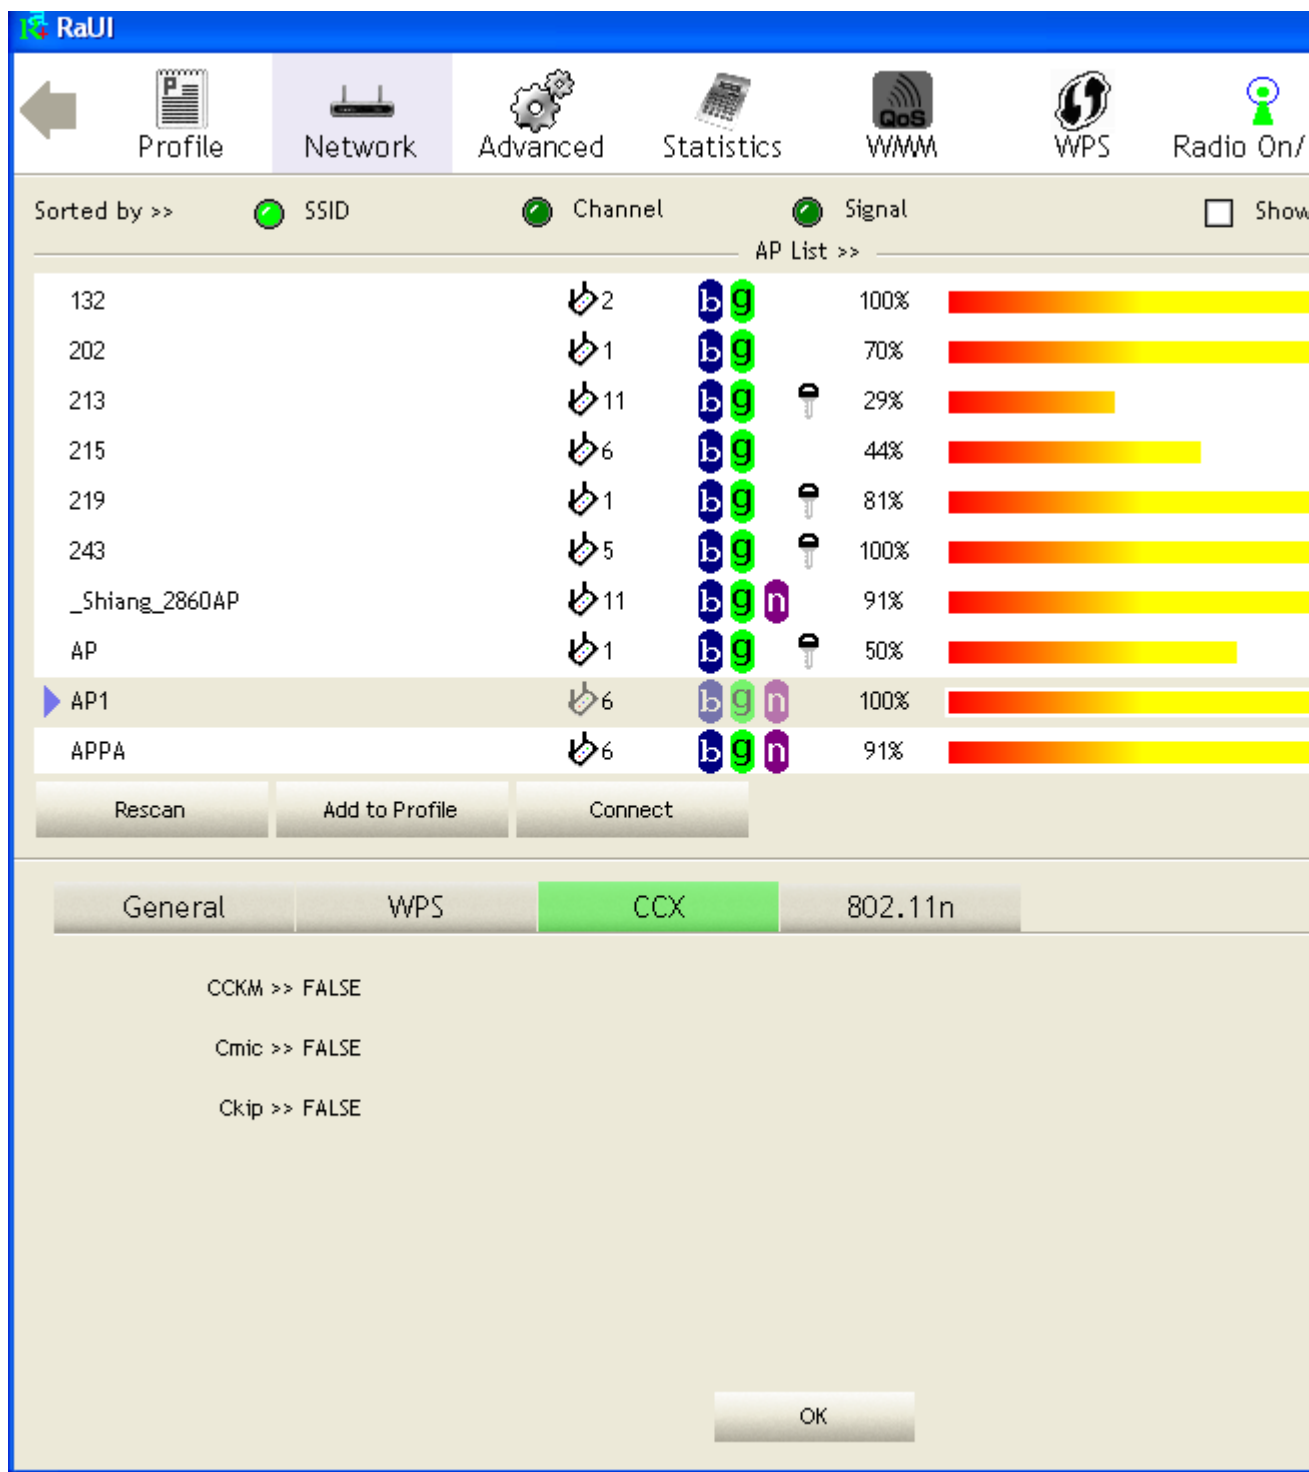 RaUI
Profile Network Advanced Statistics WMM WPS Radio On/
QoS
Sorted by >> SSID Channel Signal Show
AP List >>
132 2 b g 100%
202 1 b g 70%
213 11 b g 29%
215 6 b g 44%
219 1 b g 81%
243 5 b g 100%
_Shiang_2860AP 11 b g n 91%
AP 1 b g 50%
AP1 6 b g n 100%
APPA 6 b g n 91%
Rescan Add to Profile Connect
General WPS CCX 802.11n
CCKM >> FALSE
Cmic >> FALSE
Ckip >> FALSE
OK